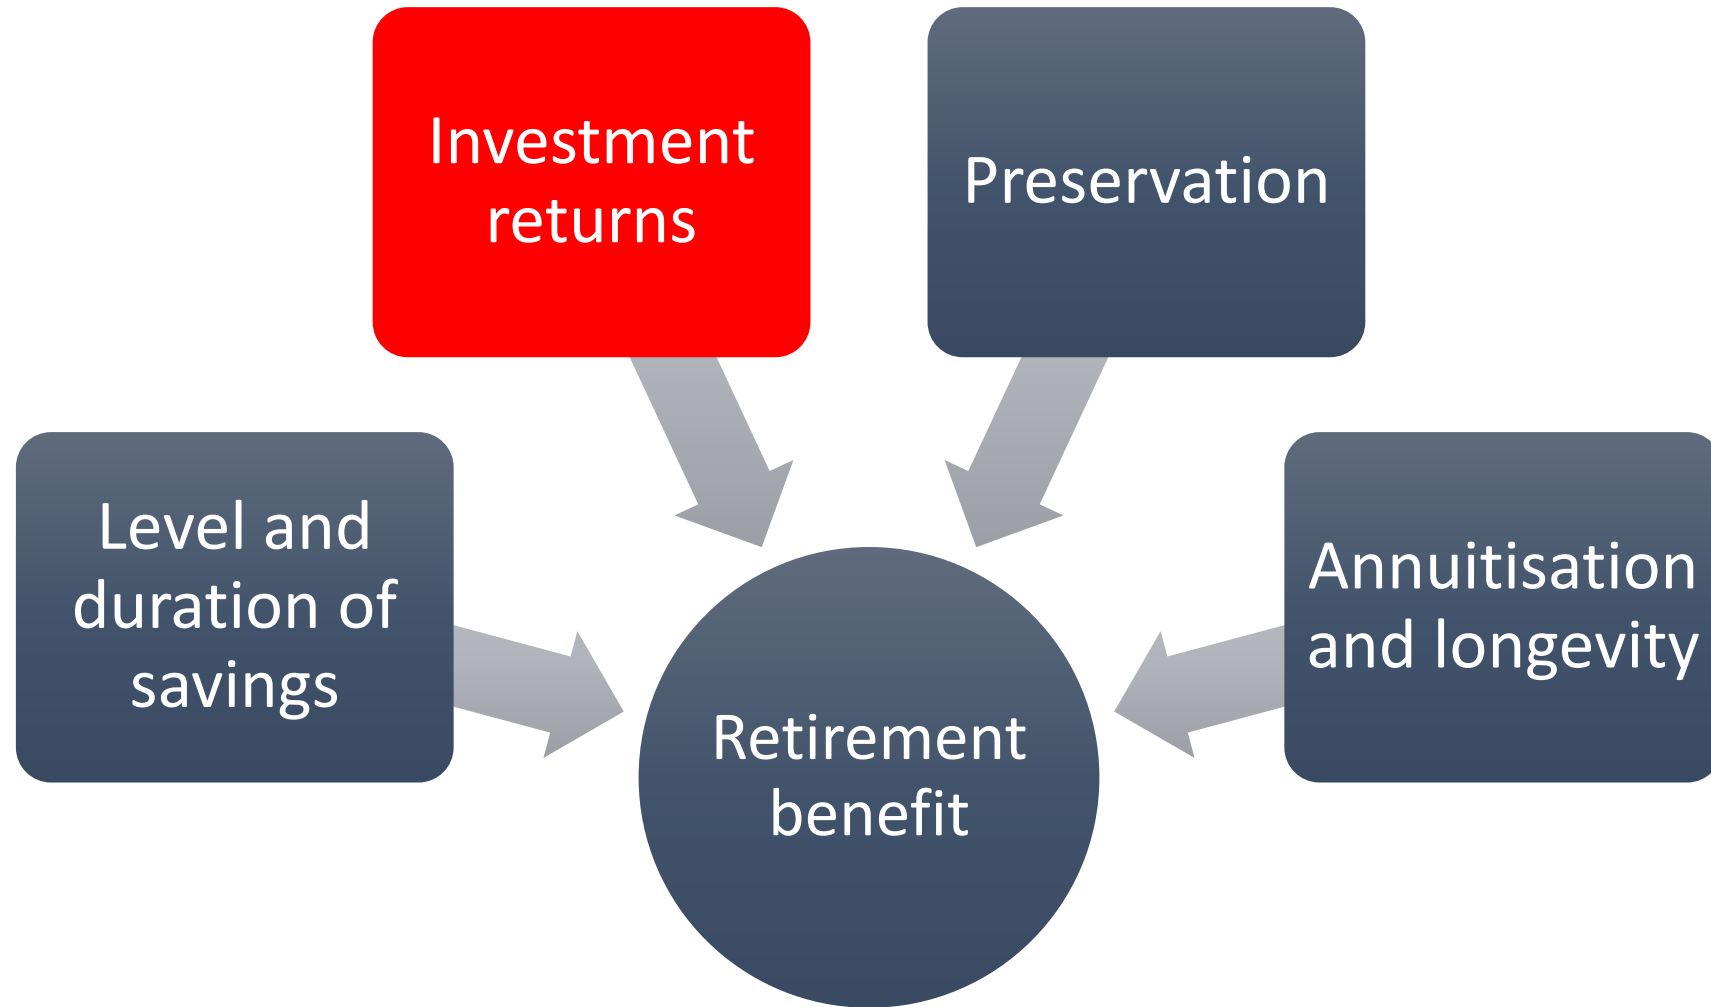 Investment
returns
Preservation
Level and
duration of
savings
Annuitisation
and longevity
Retirement
benefit